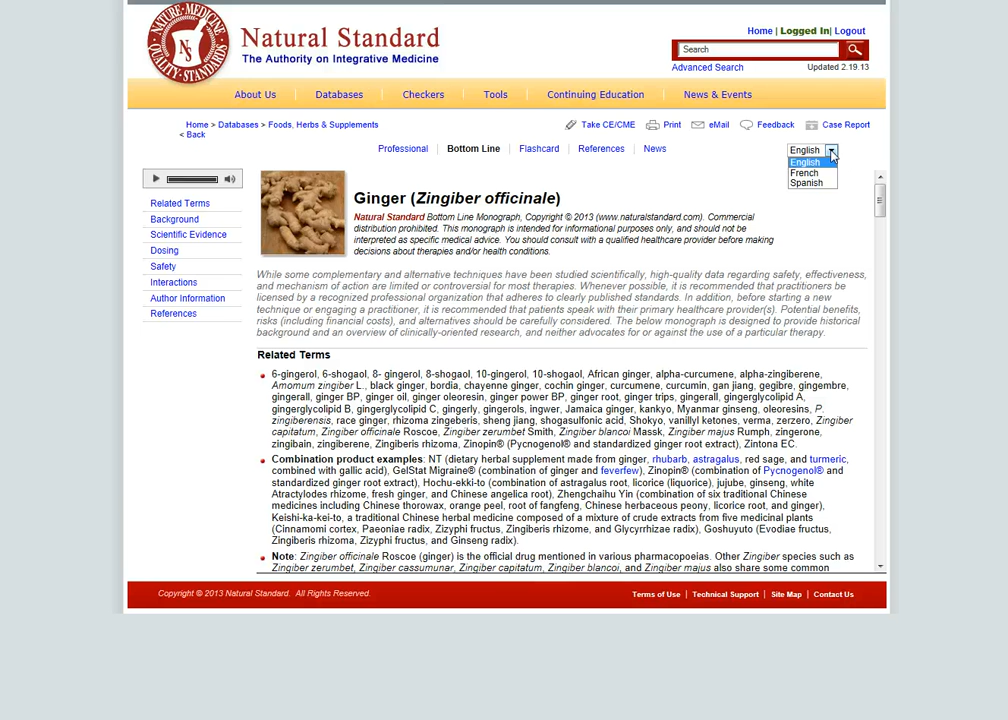 NATURE·MEDICINE
QUALITY·STANDARDS
NS
Natural Standard
The Authority on Integrative Medicine
Home | Logged In| Logout
Search
Advanced Search
Updated 2.19.13
About Us
Databases
Checkers
Tools
Continuing Education
News & Events
Home > Databases > Foods, Herbs & Supplements
< Back
Take CE/CME
Print
eMail
Feedback
Case Report
Professional
Bottom Line
Flashcard
References
News
English
English
French
Spanish
Related Terms
Background
Scientific Evidence
Dosing
Safety
Interactions
Author Information
References
Ginger (Zingiber officinale)
Natural Standard Bottom Line Monograph, Copyright © 2013 (www.naturalstandard.com). Commercial
distribution prohibited. This monograph is intended for informational purposes only, and should not be
interpreted as specific medical advice. You should consult with a qualified healthcare provider before making
decisions about therapies and/or health conditions.
While some complementary and alternative techniques have been studied scientifically, high-quality data regarding safety, effectiveness,
and mechanism of action are limited or controversial for most therapies. Whenever possible, it is recommended that practitioners be
licensed by a recognized professional organization that adheres to clearly published standards. In addition, before starting a new
technique or engaging a practitioner, it is recommended that patients speak with their primary healthcare provider(s). Potential benefits,
risks (including financial costs), and alternatives should be carefully considered. The below monograph is designed to provide historical
background and an overview of clinically-oriented research, and neither advocates for or against the use of a particular therapy.
Related Terms
6-gingerol, 6-shogaol, 8- gingerol, 8-shogaol, 10-gingerol, 10-shogaol, African ginger, alpha-curcumene, alpha-zingiberene,
Amomum zingiber L., black ginger, bordia, chayenne ginger, cochin ginger, curcumene, curcumin, gan jiang, gegibre, gingembre,
gingerall, ginger BP, ginger oil, ginger oleoresin, ginger power BP, ginger root, ginger trips, gingerall, gingerglycolipid A,
gingerglycolipid B, gingerglycolipid C, gingerly, gingerols, ingwer, Jamaica ginger, kankyo, Myanmar ginseng, oleoresins, P.
zingiberensis, race ginger, rhizoma zingeberis, sheng jiang, shogasulfonic acid, Shokyo, vanillyl ketones, verma, zerzero, Zingiber
capitatum, Zingiber officinale Roscoe, Zingiber zerumbet Smith, Zingiber blancoi Massk, Zingiber majus Rumph, zingerone,
zingibain, zingiberene, Zingiberis rhizoma, Zinopin® (Pycnogenol® and standardized ginger root extract), Zintona EC.
Combination product examples: NT (dietary herbal supplement made from ginger, rhubarb, astragalus, red sage, and turmeric,
combined with gallic acid), GelStat Migraine® (combination of ginger and feverfew), Zinopin® (combination of Pycnogenol® and
standardized ginger root extract), Hochu-ekki-to (combination of astragalus root, licorice (liquorice), jujube, ginseng, white
Atractylodes rhizome, fresh ginger, and Chinese angelica root), Zhengchaihu Yin (combination of six traditional Chinese
medicines including Chinese thorowax, orange peel, root of fangfeng, Chinese herbaceous peony, licorice root, and ginger),
Keishi-ka-kei-to, a traditional Chinese herbal medicine composed of a mixture of crude extracts from five medicinal plants
(Cinnamomi cortex, Paeoniae radix, Zizyphi fructus, Zingiberis rhizome, and Glycyrrhizae radix), Goshuyuto (Evodiae fructus,
Zingiberis rhizoma, Zizyphi fructus, and Ginseng radix).
Note: Zingiber officinale Roscoe (ginger) is the official drug mentioned in various pharmacopoeias. Other Zingiber species such as
Zingiber zerumbet, Zingiber cassumunar, Zingiber capitatum, Zingiber blancoi, and Zingiber majus also share some common
Copyright © 2013 Natural Standard. All Rights Reserved.
Terms of Use | Technical Support | Site Map | Contact Us